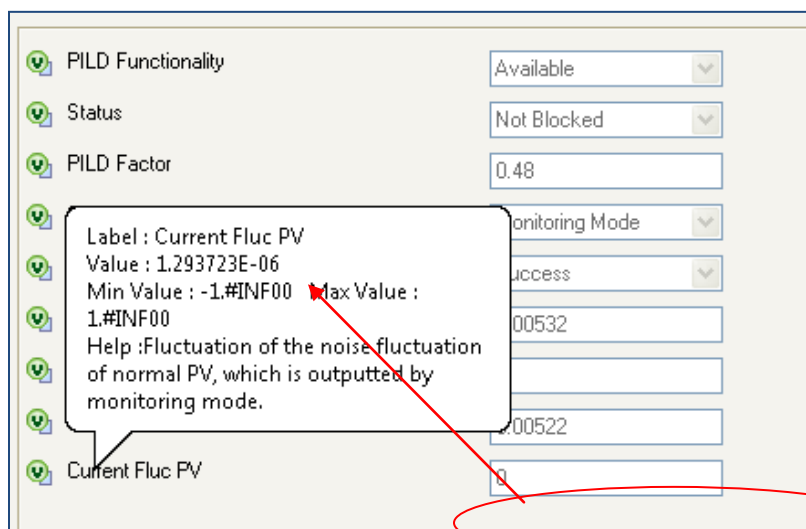 PILD Functionality
Available
Status
Not Blocked
PILD Factor
0.48
Mode
Label : Current Fluc PV
Value : 1.293723E-06
Min Value : -1.#INF00 Max Value :
1.#INF00
Help :Fluctuation of the noise fluctuation
of normal PV, which is outputted by
monitoring mode.
.00532
.00522
Current Fluc PV
0